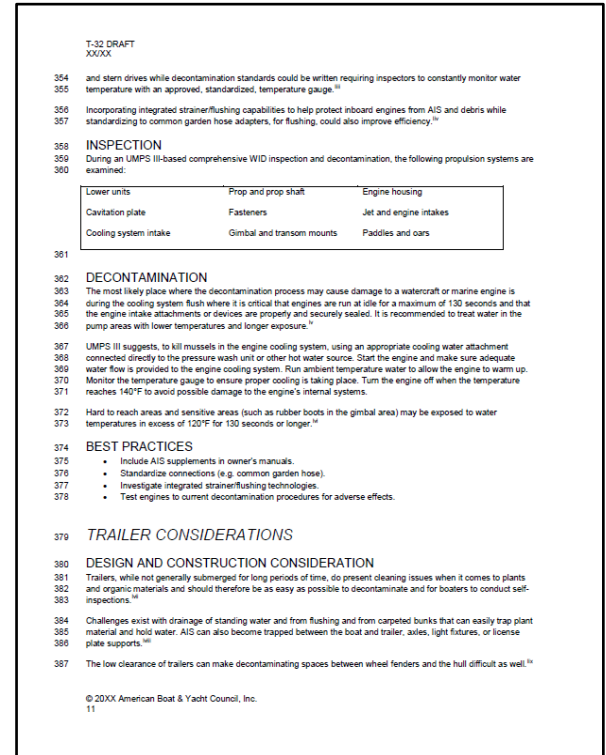 T-32 DRAFT
XX/XX
354 and stern drives while decontamination standards could be written requiring inspectors to constantly monitor water
355 temperature with an approved, standardized, temperature gauge.liii
356 Incorporating integrated strainer/flushing capabilities to help protect inboard engines from AIS and debris while
357 standardizing to common garden hose adapters, for flushing, could also improve efficiency.liv
358 INSPECTION
359 During an UMPS III-based comprehensive WID inspection and decontamination, the following propulsion systems are
360 examined:
Lower units Prop and prop shaft Engine housing
Cavitation plate Fasteners Jet and engine intakes
Cooling system intake Gimbal and transom mounts Paddles and oars
361
362 DECONTAMINATION
363 The most likely place where the decontamination process may cause damage to a watercraft or marine engine is
364 during the cooling system flush where it is critical that engines are run at idle for a maximum of 130 seconds and that
365 the engine intake attachments or devices are properly and securely sealed. It is recommended to treat water in the
366 pump areas with lower temperatures and longer exposure.lv
367 UMPS III suggests, to kill mussels in the engine cooling system, using an appropriate cooling water attachment
368 connected directly to the pressure wash unit or other hot water source. Start the engine and make sure adequate
369 water flow is provided to the engine cooling system. Run ambient temperature water to allow the engine to warm up.
370 Monitor the temperature gauge to ensure proper cooling is taking place. Turn the engine off when the temperature
371 reaches 140°F to avoid possible damage to the engine's internal systems.
372 Hard to reach areas and sensitive areas (such as rubber boots in the gimbal area) may be exposed to water
373 temperatures in excess of 120°F for 130 seconds or longer.lvi
374 BEST PRACTICES
375 • Include AIS supplements in owner's manuals.
376 • Standardize connections (e.g. common garden hose).
377 • Investigate integrated strainer/flushing technologies.
378 • Test engines to current decontamination procedures for adverse effects.
379 TRAILER CONSIDERATIONS
380 DESIGN AND CONSTRUCTION CONSIDERATION
381 Trailers, while not generally submerged for long periods of time, do present cleaning issues when it comes to plants
382 and organic materials and should therefore be as easy as possible to decontaminate and for boaters to conduct self-
383 inspections.lvii
384 Challenges exist with drainage of standing water and from flushing and from carpeted bunks that can easily trap plant
385 material and hold water. AIS can also become trapped between the boat and trailer, axles, light fixtures, or license
386 plate supports.lviii
387 The low clearance of trailers can make decontaminating spaces between wheel fenders and the hull difficult as well.lix
© 20XX American Boat & Yacht Council, Inc.
11